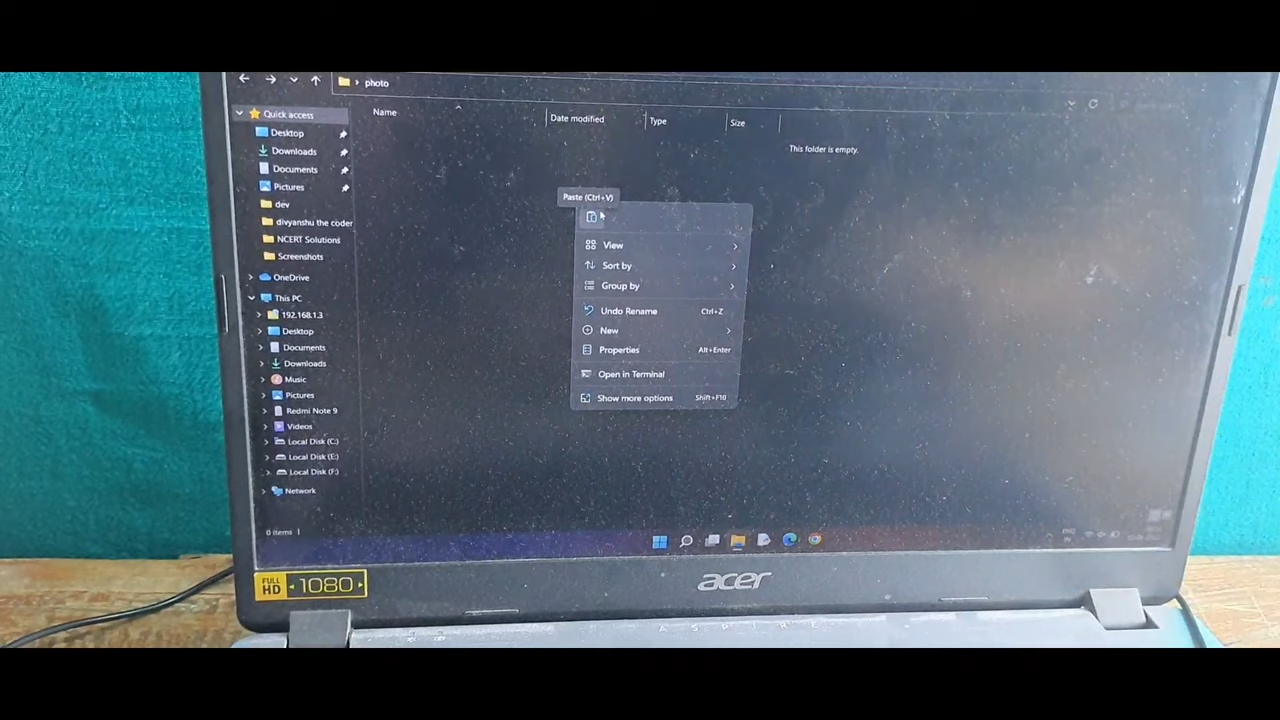 photo
Quick access
Desktop
Downloads
Documents
Pictures
dev
divyanshu the coder
NCERT Solutions
Screenshots
OneDrive
This PC
192.168.1.3
Desktop
Documents
Downloads
Music
Pictures
Redmi Note 9
Videos
Local Disk (C:)
Local Disk (E:)
Local Disk (F:)
Network
0 items
Name Date modified Type Size
This folder is empty.
Paste (Ctrl+V)
View
Sort by
Group by
Undo Rename Ctrl+Z
New
Properties Alt+Enter
Open in Terminal
Show more options Shift+F10
FULL HD 1080
acer
ASPIRE